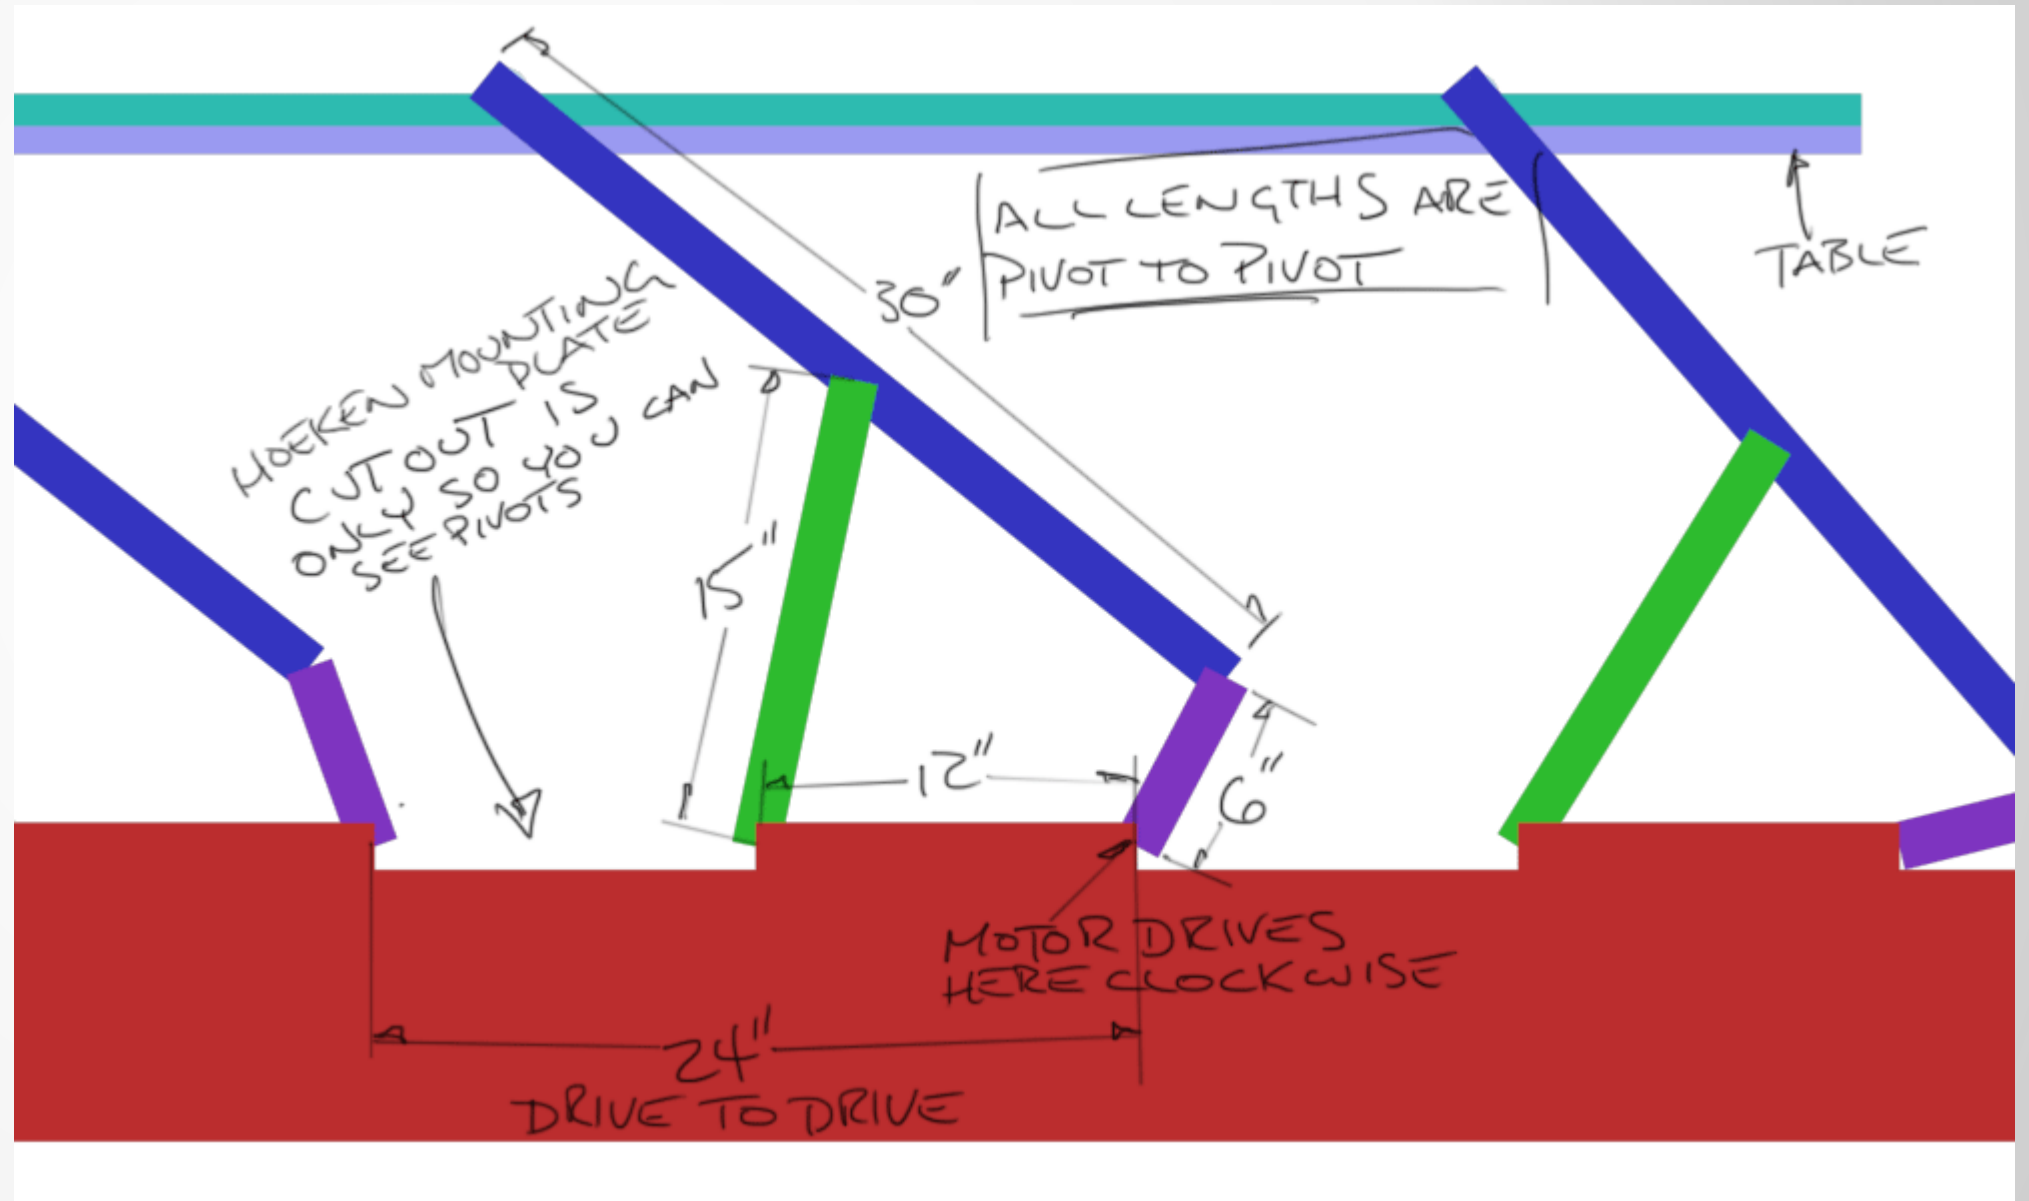 30"
ALL LENGTHS ARE
PIVOT TO PIVOT
TABLE
HOEKEN MOUNTING
PLATE
CUTOUT IS
ONLY SO YOU CAN
SEE PIVOTS
15"
12"
6"
MOTOR DRIVES
HERE CLOCKWISE
24"
DRIVE TO DRIVE